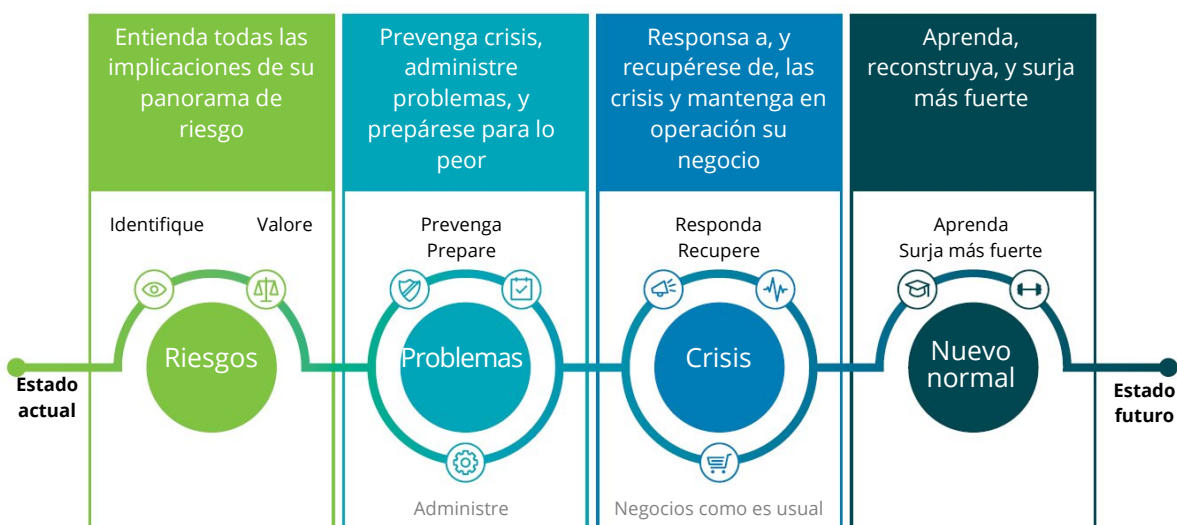 Entienda todas las
implicaciones de su
panorama de
riesgo
Prevenga crisis,
administre
problemas, y
prepárese para lo
peor
Responsa a, y
recupérese de, las
crisis y mantenga en
operación su
negocio
Aprenda,
reconstruya, y surja
más fuerte
Identifique Valore
Prevenga
Prepare
Responda
Recupere
Aprenda
Surja más fuerte
Riesgos
Problemas
Crisis
Nuevo
normal
Estado
actual
Estado
futuro
Administre
Negocios como es usual